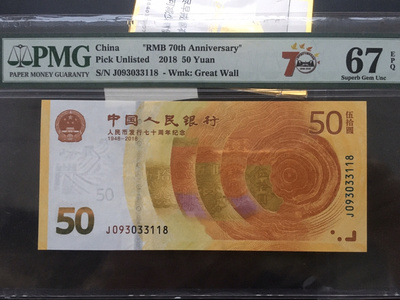 PMG
PAPER MONEY GUARANTY
China "RMB 70th Anniversary"
Pick Unlisted 2018 50 Yuan
S/N J093033118 - Wmk: Great Wall
70
67 EPQ
Superb Gem Unc
中国人民银行
人民币发行七十周年纪念
1948-2018
50 伍拾圆
50
50
J093033118
J093033118